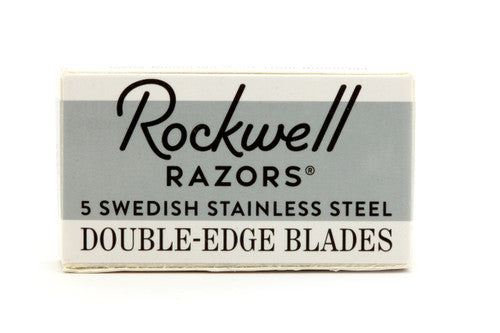 Rockwell
RAZORS®
5 SWEDISH STAINLESS STEEL
DOUBLE-EDGE BLADES